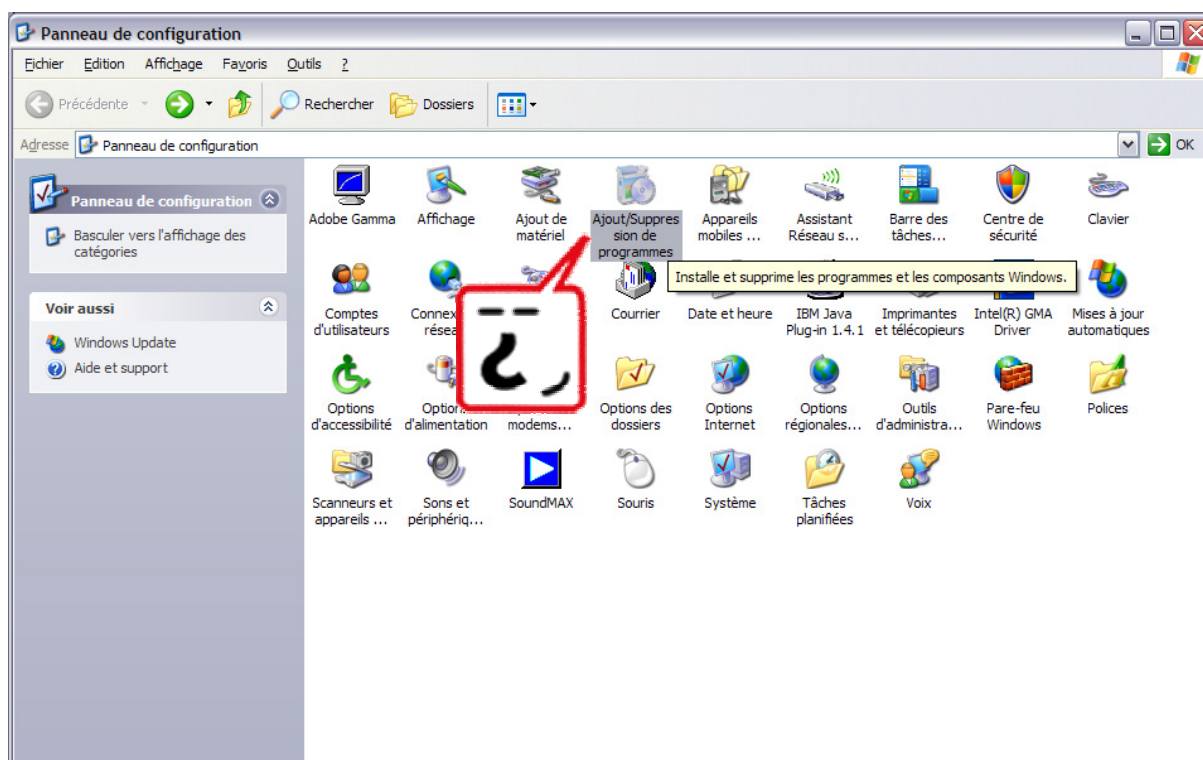 Panneau de configuration
Fichier Edition Affichage Favoris Outils ?
Précédente Rechercher Dossiers
Adresse Panneau de configuration OK
Panneau de configuration
Basculer vers l'affichage des
catégories
Voir aussi
Windows Update
Aide et support
Adobe Gamma
Affichage
Ajout de
matériel
Ajout/Suppres
sion de
programmes
Appareils
mobiles ...
Assistant
Réseau s...
Barre des
tâches...
Centre de
sécurité
Clavier
Installe et supprime les programmes et les composants Windows.
Comptes
d'utilisateurs
Courrier
Date et heure
IBM Java
Plug-in 1.4.1
Imprimantes
et télécopieurs
Intel(R) GMA
Driver
Mises à jour
automatiques
Options
d'accessibilité
d'alimentation
modems...
Options des
dossiers
Options
Internet
Options
régionales...
Outils
d'administra...
Pare-feu
Windows
Polices
Scanneurs et
appareils ...
Sons et
périphériq...
SoundMAX
Souris
Système
Tâches
planifiées
Voix